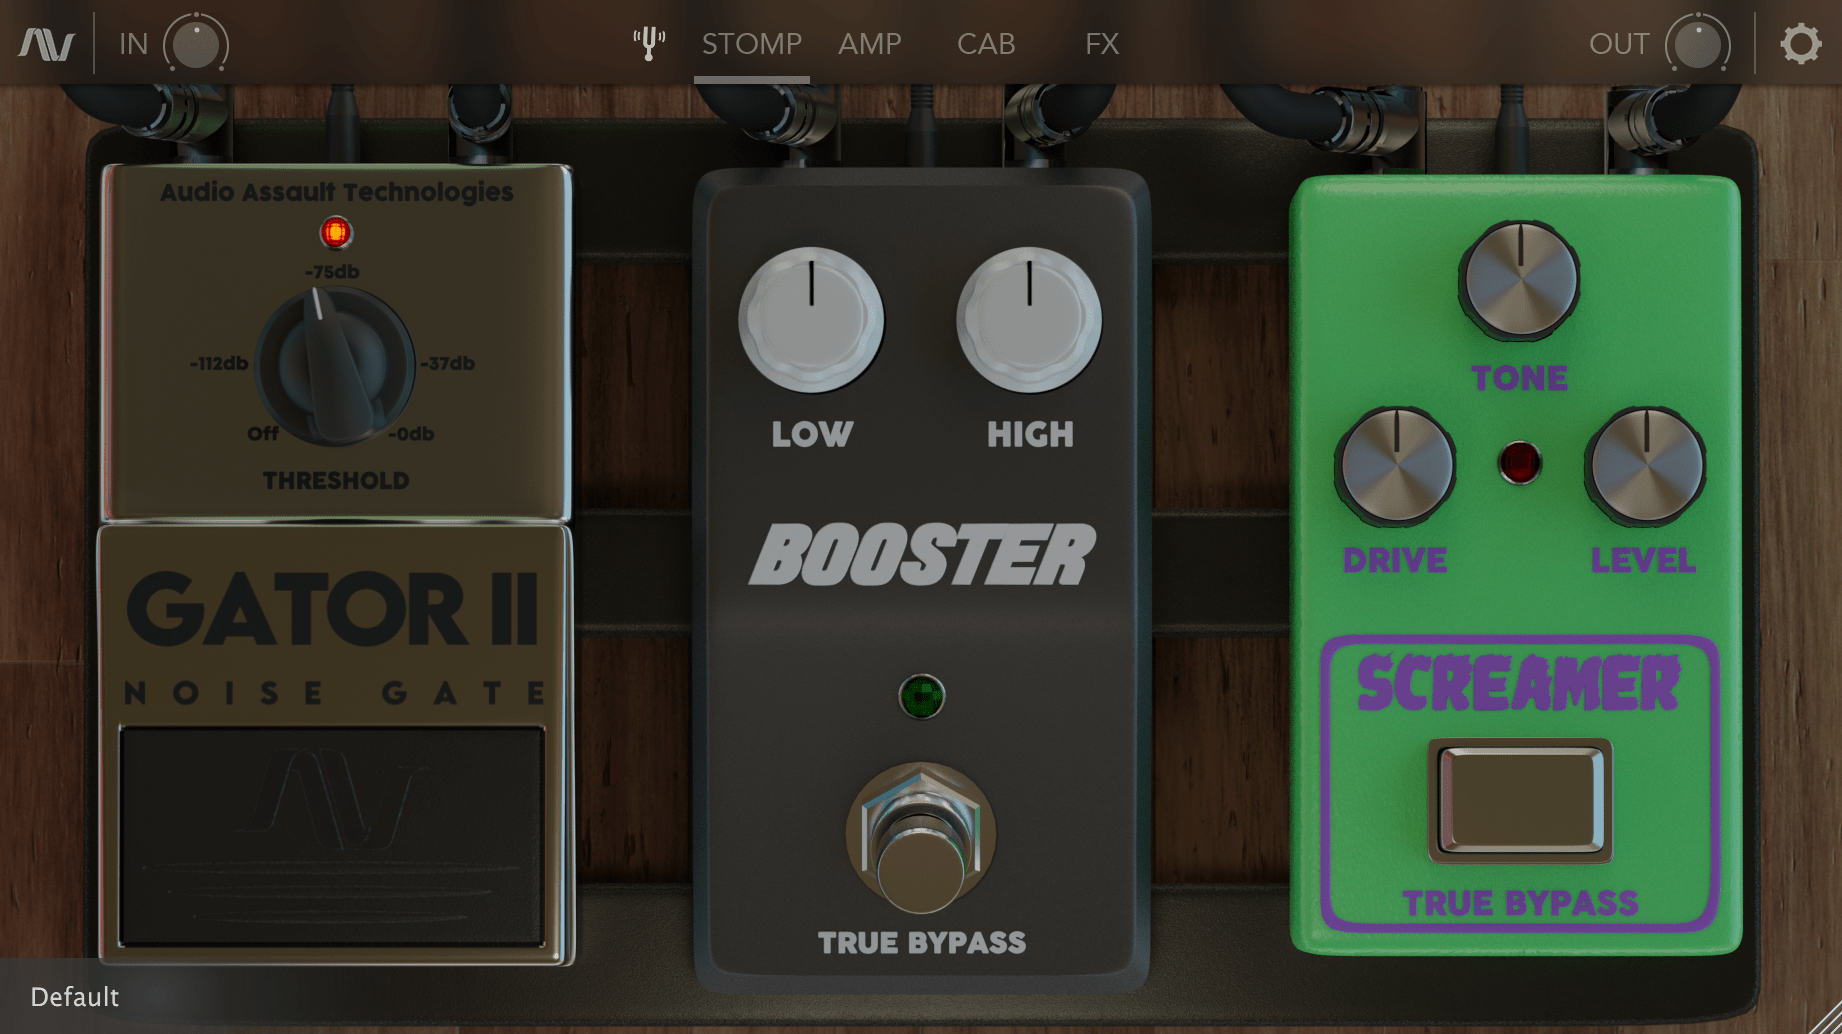 IN
STOMP
AMP
CAB
FX
OUT
Audio Assault Technologies
-75db
-112db
-37db
Off
-0db
THRESHOLD
GATOR II
NOISE GATE
LOW
HIGH
BOOSTER
TRUE BYPASS
TONE
DRIVE
LEVEL
SCREAMER
TRUE BYPASS
Default